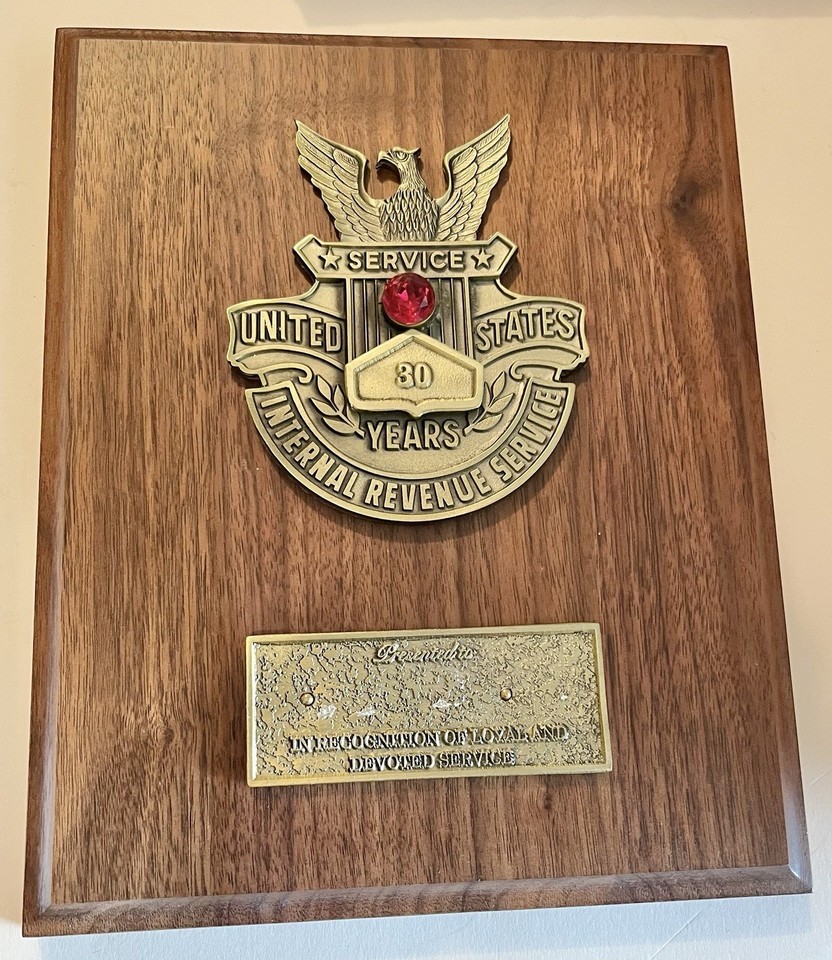 ★ SERVICE ★
UNITED STATES
30
YEARS
INTERNAL REVENUE SERVICE
Presented to
IN RECOGNITION OF LOYAL AND
DEVOTED SERVICE